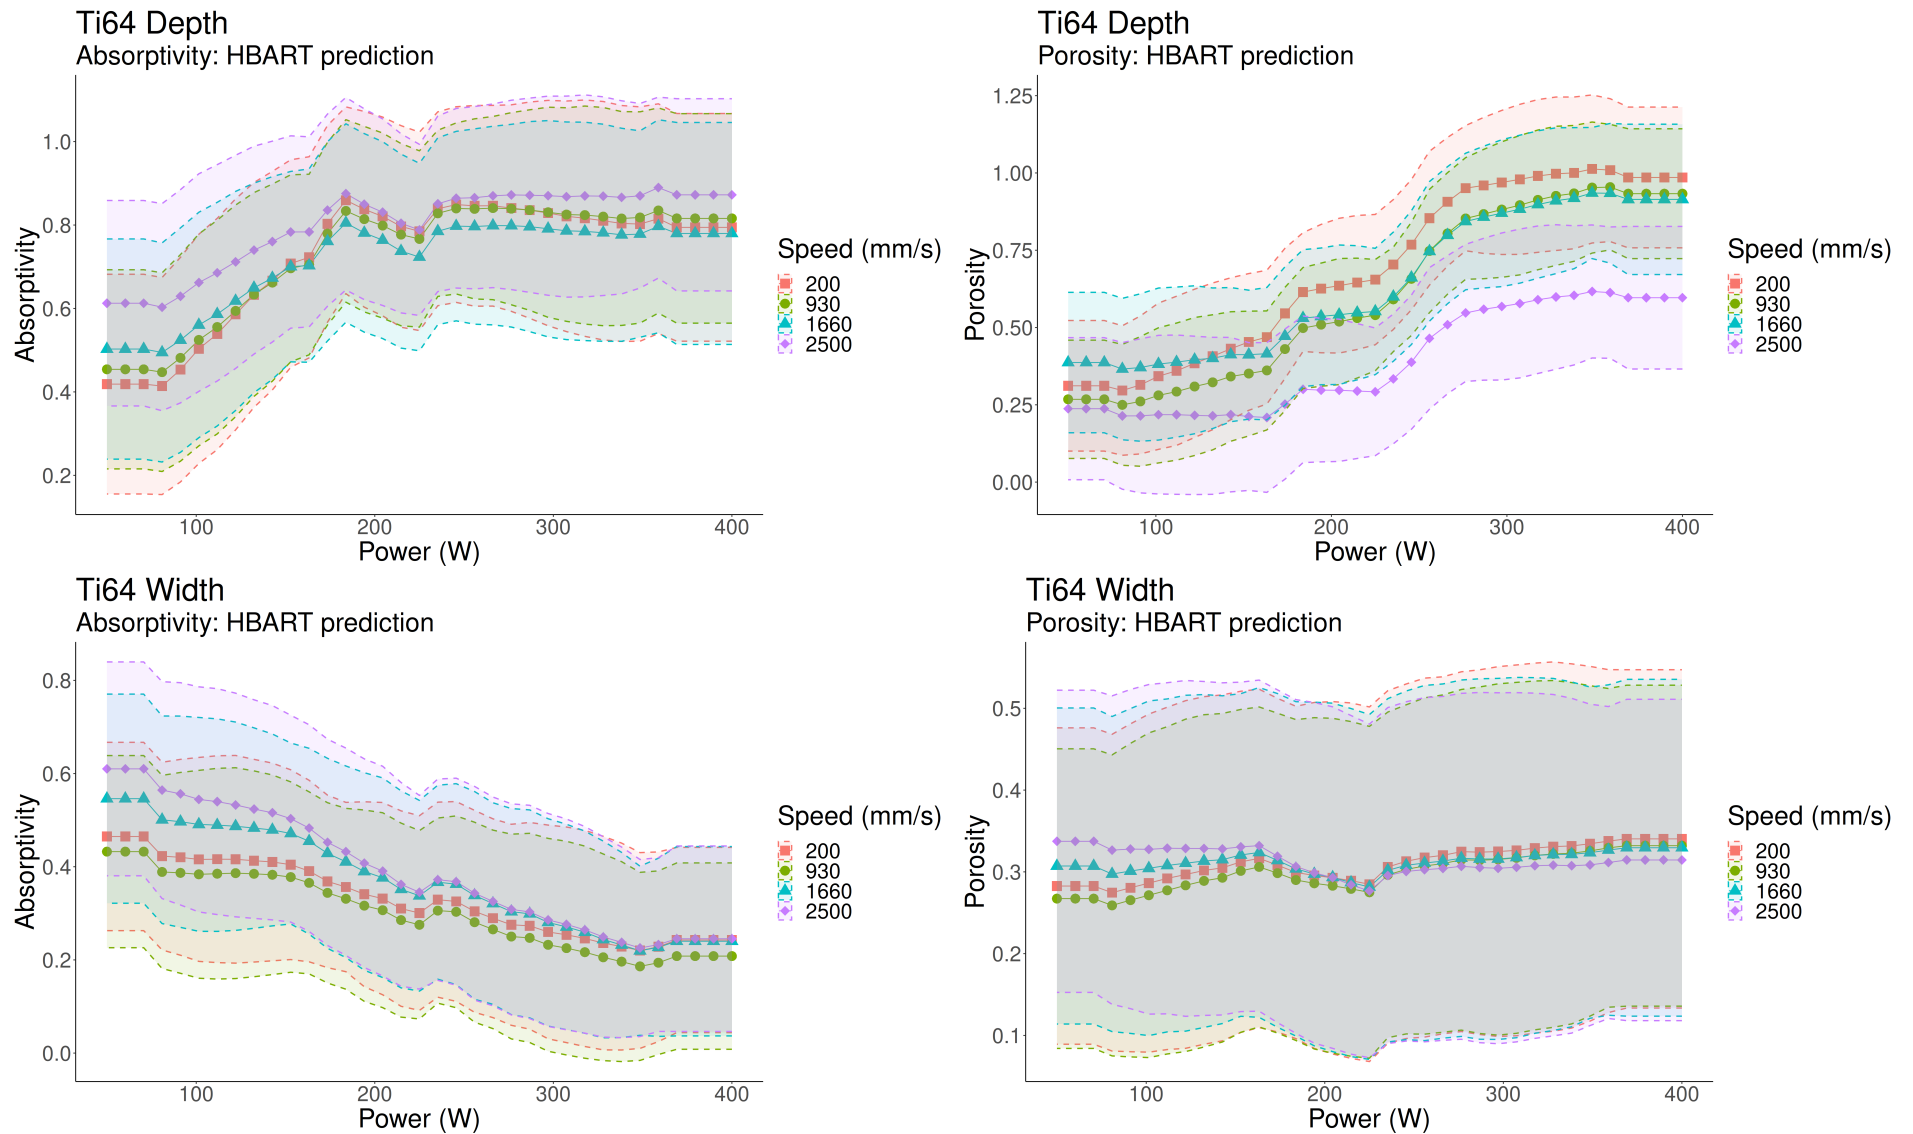 Ti64 Depth
Absorptivity: HBART prediction
Absorptivity
1.0
0.8
0.6
0.4
0.2
100
200
300
400
Power (W)
Speed (mm/s)
200
930
1660
2500
Ti64 Depth
Porosity: HBART prediction
Porosity
1.25
1.00
0.75
0.50
0.25
0.00
100
200
300
400
Power (W)
Speed (mm/s)
200
930
1660
2500
Ti64 Width
Absorptivity: HBART prediction
Absorptivity
0.8
0.6
0.4
0.2
0.0
100
200
300
400
Power (W)
Speed (mm/s)
200
930
1660
2500
Ti64 Width
Porosity: HBART prediction
Porosity
0.5
0.4
0.3
0.2
0.1
100
200
300
400
Power (W)
Speed (mm/s)
200
930
1660
2500